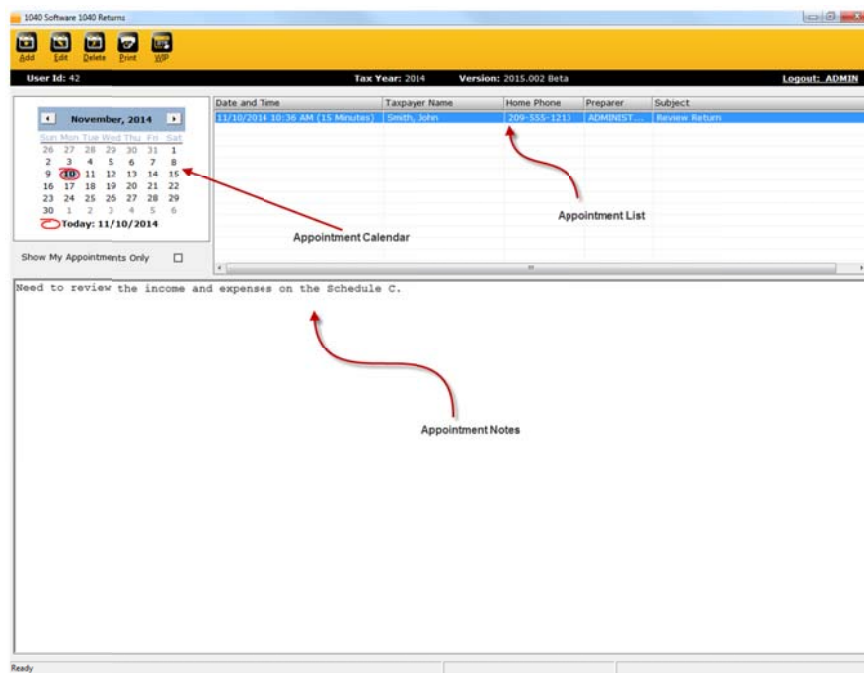 1040 Software 1040 Returns
Add Edit Delete Print WIP
User Id: 42 Tax Year: 2014 Version: 2015.002 Beta Logout: ADMIN
Date and Time Taxpayer Name Home Phone Preparer Subject
11/10/2014 10:36 AM (15 Minutes) Smith, John 209-555-121) ADMINIST... Review Return
November, 2014
Sun Mon Tue Wed Thu Fri Sat
26 27 28 29 30 31 1
2 3 4 5 6 7 8
9 10 11 12 13 14 15
16 17 18 19 20 21 22
23 24 25 26 27 28 29
30 1 2 3 4 5 6
Today: 11/10/2014
Appointment List
Appointment Calendar
Show My Appointments Only
Need to review the income and expenses on the Schedule C.
Appointment Notes
Ready